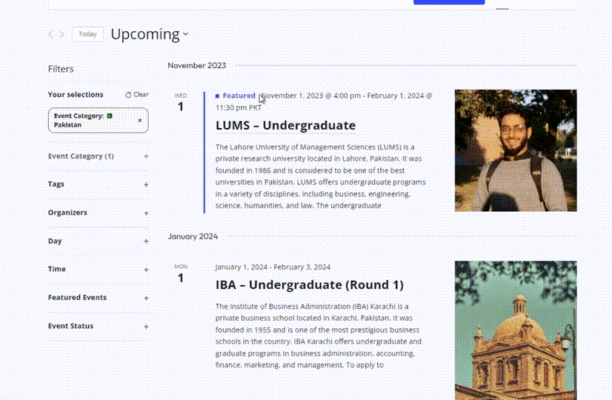 Today
Upcoming
Filters
Your selections
Clear
Event Category:
Pakistan
×
Event Category (1) +
Tags +
Organizers +
Day +
Time +
Featured Events +
Event Status +
November 2023
WED
1
Featured November 1, 2023 @ 4:00 pm - February 1, 2024 @
11:30 pm PKT
LUMS – Undergraduate
The Lahore University of Management Sciences (LUMS) is a
private research university located in Lahore, Pakistan. It was
founded in 1986 and is considered to be one of the best
universities in Pakistan. LUMS offers undergraduate programs
in a variety of disciplines, including business, engineering,
science, humanities, and law. The undergraduate
January 2024
MON
1
January 1, 2024 - February 3, 2024
IBA – Undergraduate (Round 1)
The Institute of Business Administration (IBA) Karachi is a
private business school located in Karachi, Pakistan. It was
founded in 1955 and is one of the most prestigious business
schools in the country. IBA Karachi offers undergraduate and
graduate programs in business administration, accounting,
finance, marketing, and management. To apply to